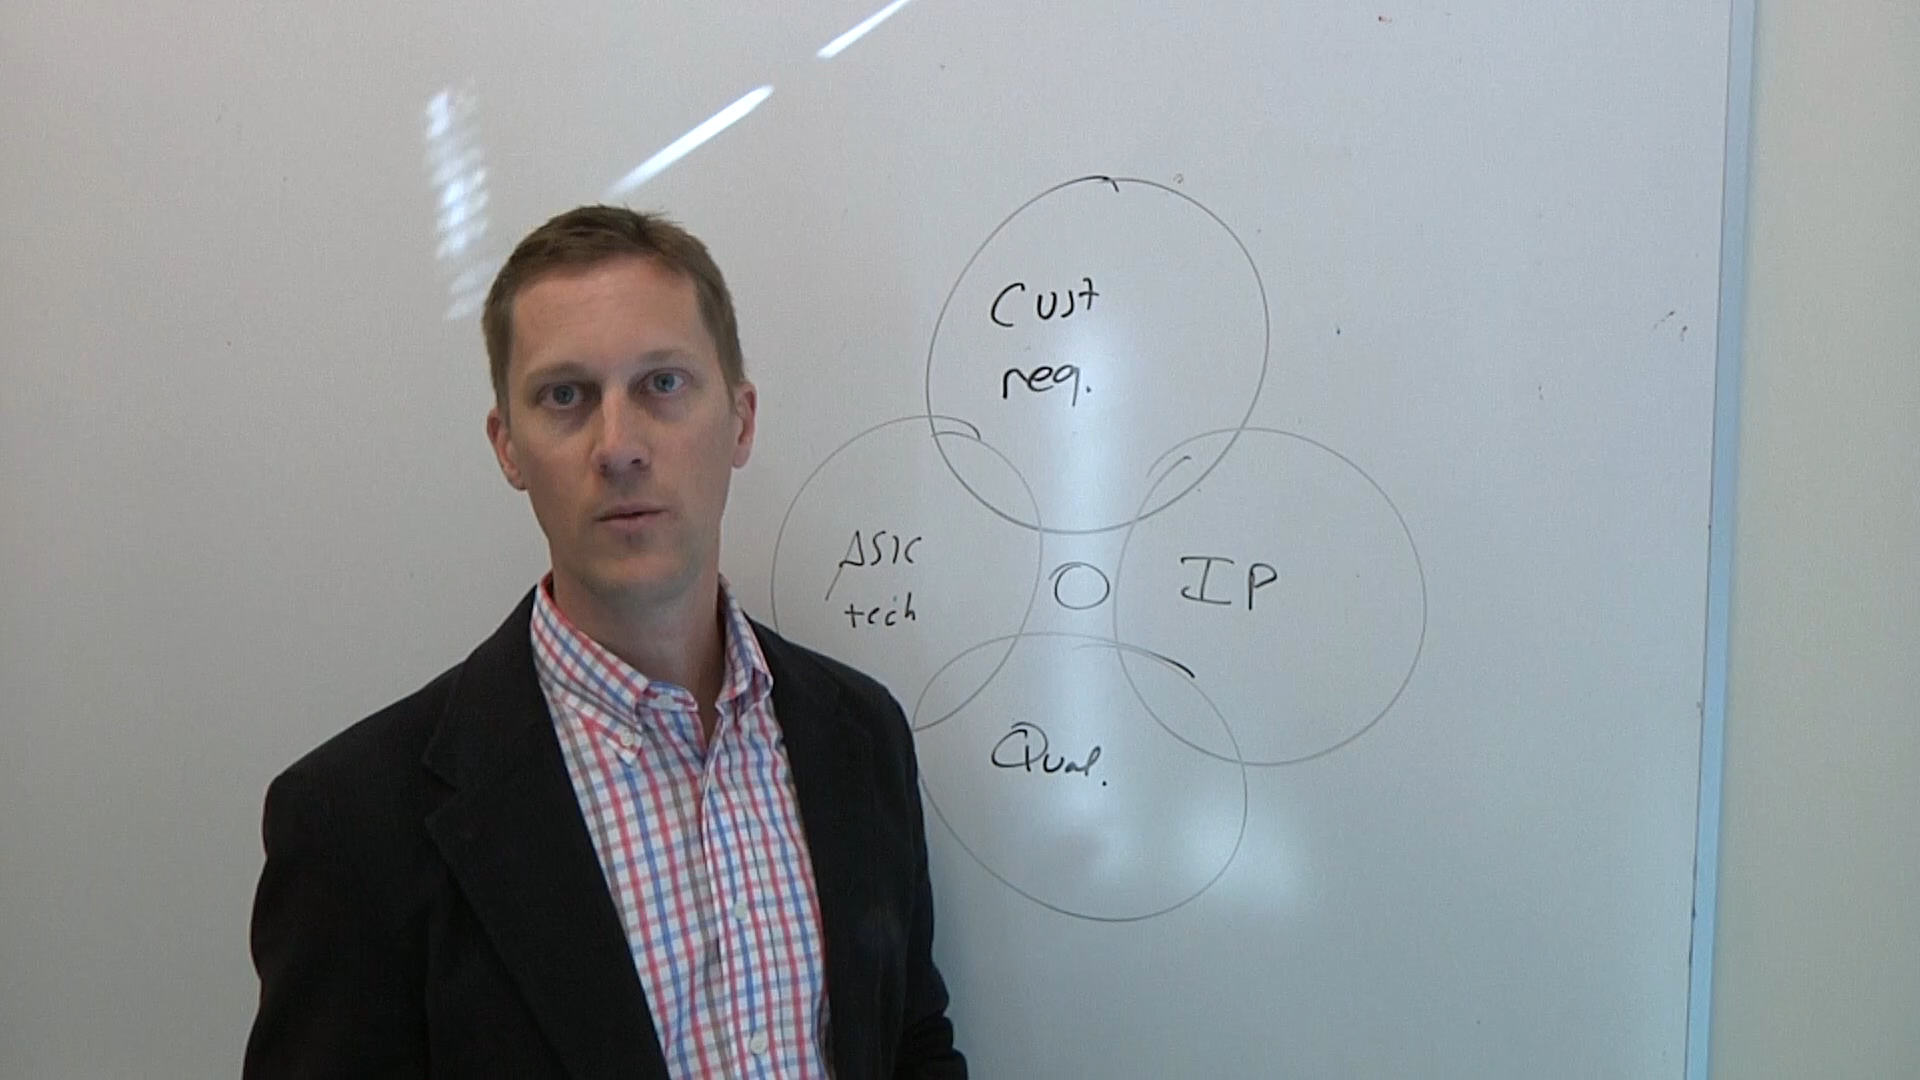 Cust
req.
ASIC
tech
IP
Qual.